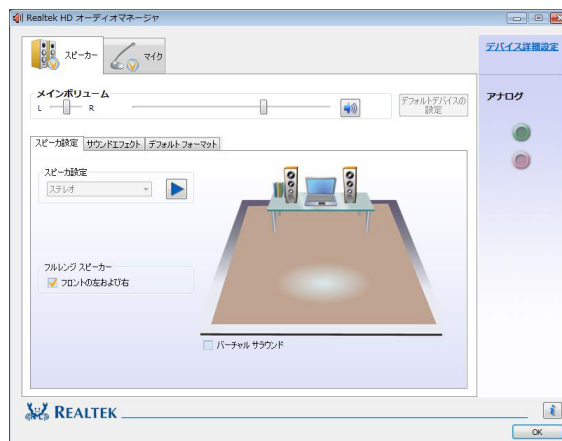 Realtek HD オーディオマネージャ
スピーカー
マイク
デバイス詳細設定
メインボリューム
L
R
デフォルトデバイスの
設定
アナログ
スピーカ設定
サウンドエフェクト
デフォルト フォーマット
スピーカ設定
ステレオ
フルレンジ スピーカー
フロントの左および右
バーチャル サラウンド
REALTEK
i
OK